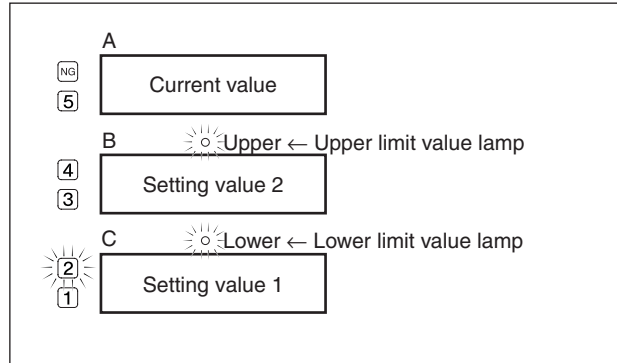 A
NG
Current value
5
B
Upper ← Upper limit value lamp
4
Setting value 2
3
C
Lower ← Lower limit value lamp
2
Setting value 1
1